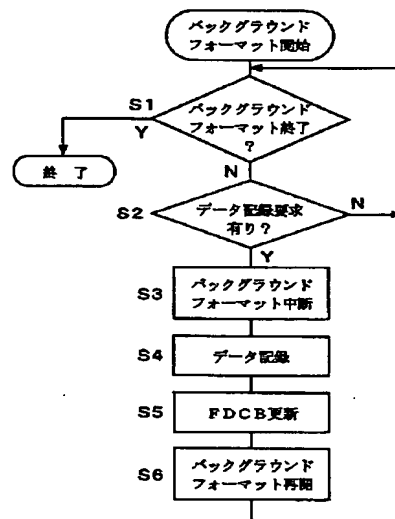 バックグラウンド
フォーマット開始
S1
バックグラウンド
フォーマット終了
?
Y
終 了
N
S2
データ記録要求
有り?
N
Y
S3
バックグラウンド
フォーマット中断
S4
データ記録
S5
FDCB更新
S6
バックグラウンド
フォーマット再開